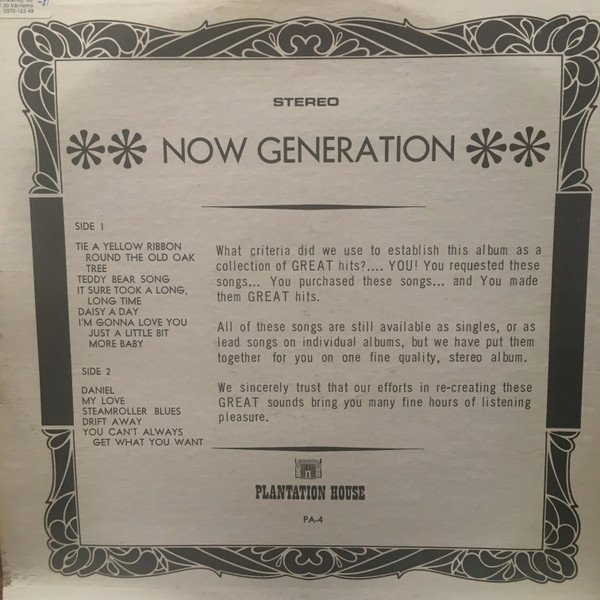 00 Värnamo
0370-122 49
STEREO
NOW GENERATION
SIDE 1
TIE A YELLOW RIBBON
ROUND THE OLD OAK
TREE
TEDDY BEAR SONG
IT SURE TOOK A LONG,
LONG TIME
DAISY A DAY
I'M GONNA LOVE YOU
JUST A LITTLE BIT
MORE BABY
SIDE 2
DANIEL
MY LOVE
STEAMROLLER BLUES
DRIFT AWAY
YOU CAN'T ALWAYS
GET WHAT YOU WANT
What criteria did we use to establish this album as a
collection of GREAT hits?.... YOU! You requested these
songs... You purchased these songs... and You made
them GREAT hits.
All of these songs are still available as singles, or as
lead songs on individual albums, but we have put them
together for you on one fine quality, stereo album.
We sincerely trust that our efforts in re-creating these
GREAT sounds bring you many fine hours of listening
pleasure.
PLANTATION HOUSE
PA-4